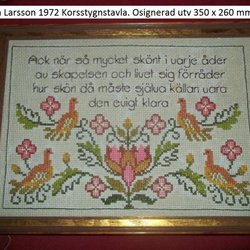 Larsson 1972 Korsstygnstavla. Osignerad utv 350 x 260 mm
Ack när så mycket skönt i varje åder
av skapelsen och livet sig förråder
hur skön då måste själva källan vara
den evigt klara